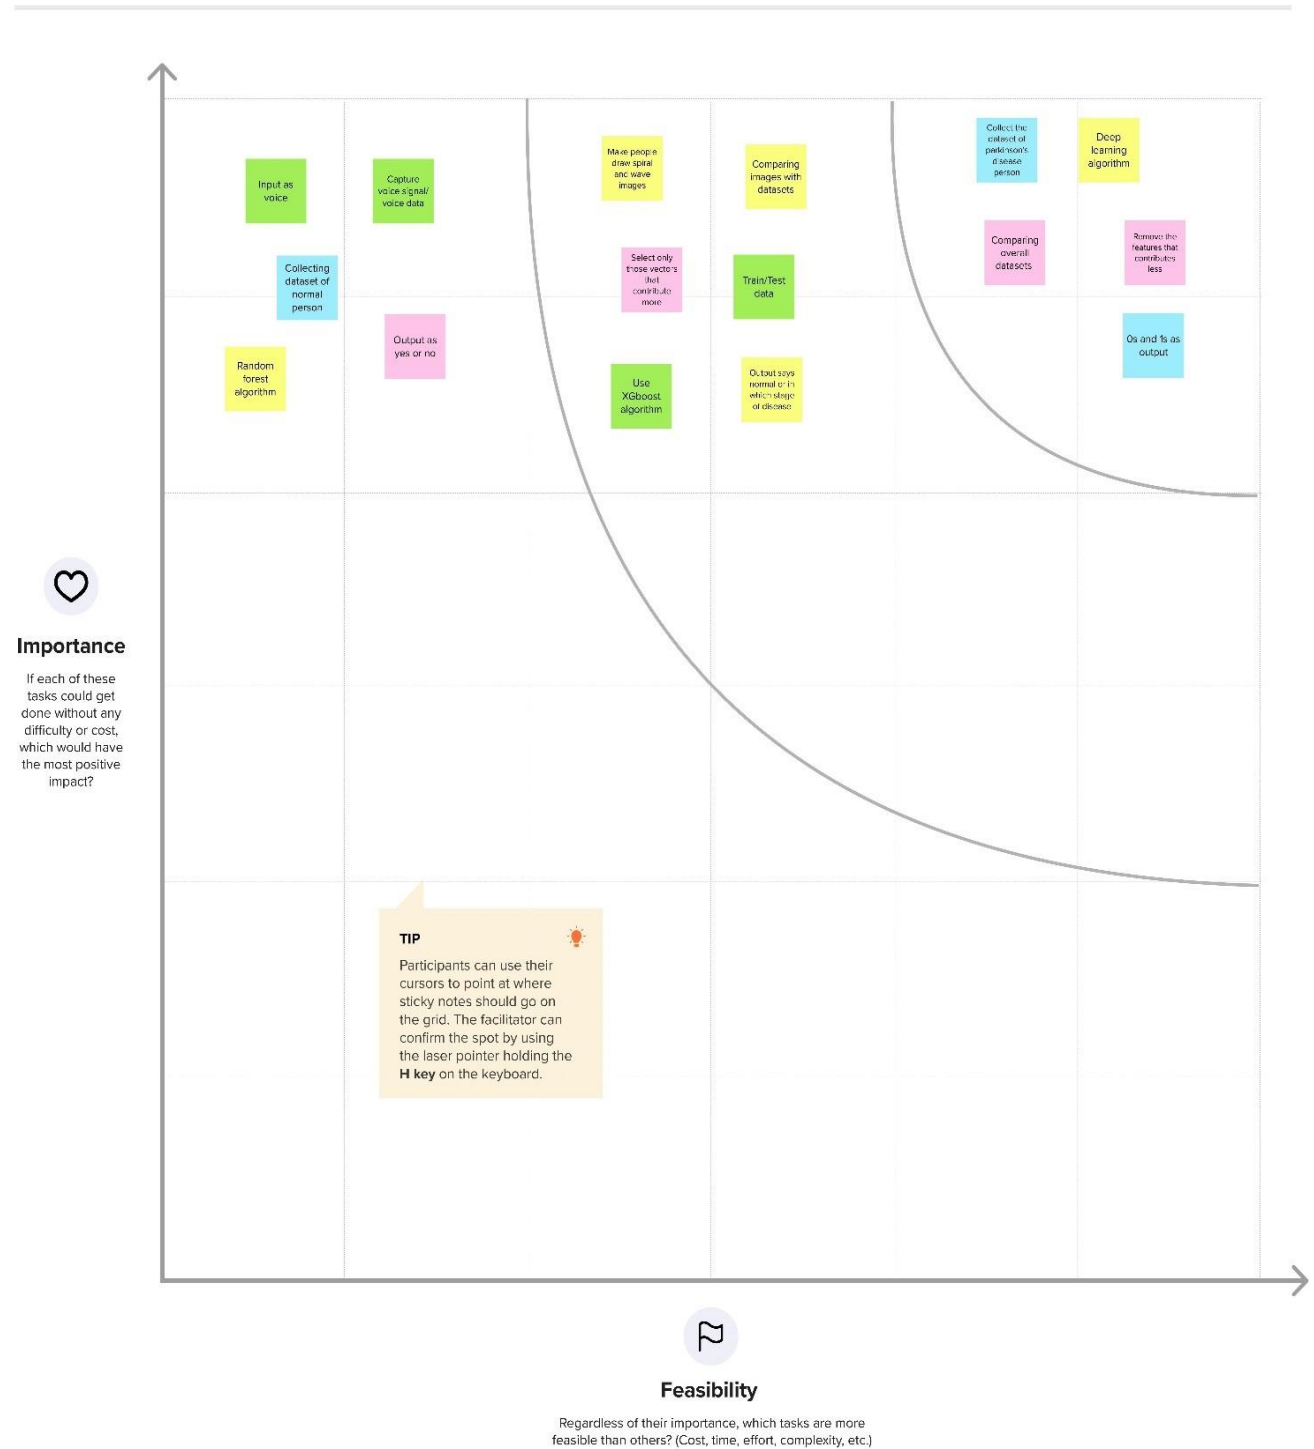 Input as
voice
Capture
voice signal/
voice data
Collecting
dataset of
normal
person
Output as
yes or no
Random
forest
algorithm
Make people
draw spiral
and wave
images
Comparing
images with
datasets
Select only
those vectors
that
contribute
more
Train/Test
data
Use
XGboost
algorithm
Output says
normal or in
which stage
of disease
Collect the
dataset of
parkinson's
disease
person
Deep
learning
algorithm
Comparing
overall
datasets
Remove the
features that
contributes
less
0s and 1s as
output
Importance
If each of these
tasks could get
done without any
difficulty or cost,
which would have
the most positive
impact?
TIP
Participants can use their
cursors to point at where
sticky notes should go on
the grid. The facilitator can
confirm the spot by using
the laser pointer holding the
H key on the keyboard.
Feasibility
Regardless of their importance, which tasks are more
feasible than others? (Cost, time, effort, complexity, etc.)